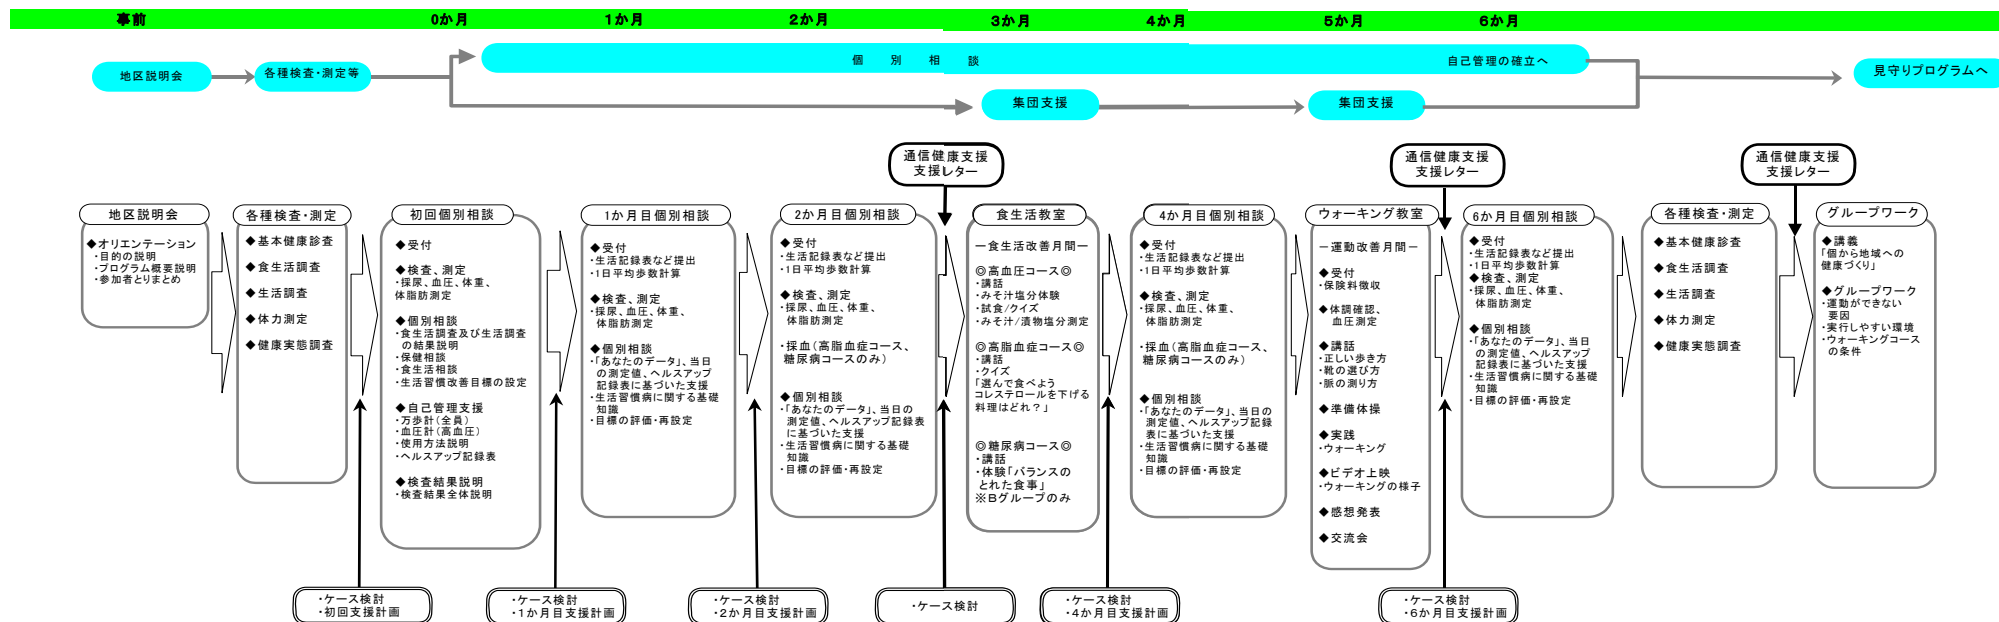 事前
0か月
1か月
2か月
3か月
4か月
5か月
6か月
地区説明会
各種検査・測定等
個別相談
自己管理の確立へ
集団支援
集団支援
見守りプログラムへ
通信健康支援
支援レター
通信健康支援
支援レター
通信健康支援
支援レター
地区説明会
◆オリエンテーション
・目的の説明
・プログラム概要説明
・参加者とりまとめ
各種検査・測定
◆基本健康診査
◆食生活調査
◆生活調査
◆体力測定
◆健康実態調査
初回個別相談
◆受付
◆検査、測定
・採尿、血圧、体重、
体脂肪測定
◆個別相談
・食生活調査及び生活調査
の結果説明
・保健相談
・食生活相談
・生活習慣改善目標の設定
◆自己管理支援
・万歩計(全員)
・血圧計(高血圧)
・使用方法説明
・ヘルスアップ記録表
◆検査結果説明
・検査結果全体説明
1か月目個別相談
◆受付
・生活記録表など提出
・1日平均歩数計算
◆検査、測定
・採尿、血圧、体重、
体脂肪測定
◆個別相談
・「あなたのデータ」、当日
の測定値、ヘルスアップ
記録表に基づいた支援
・生活習慣病に関する基礎
知識
・目標の評価・再設定
2か月目個別相談
◆受付
・生活記録表など提出
・1日平均歩数計算
◆検査、測定
・採尿、血圧、体重、
体脂肪測定
・採血(高脂血症コース、
糖尿病コースのみ)
◆個別相談
・「あなたのデータ」、当日の
測定値、ヘルスアップ記録表
に基づいた支援
・生活習慣病に関する基礎
知識
・目標の評価・再設定
食生活教室
－食生活改善月間－
◎高血圧コース◎
・講話
・みそ汁塩分体験
・試食/クイズ
・みそ汁/漬物塩分測定
◎高脂血症コース◎
・講話
・クイズ
「選んで食べよう
コレステロールを下げる
料理はどれ？」
◎糖尿病コース◎
・講話
・体験「バランスの
とれた食事」
※Bグループのみ
4か月目個別相談
◆受付
・生活記録表など提出
・1日平均歩数計算
◆検査、測定
・採尿、血圧、体重、
体脂肪測定
・採血(高脂血症コース、
糖尿病コースのみ)
◆個別相談
・「あなたのデータ」、当日の
測定値、ヘルスアップ記録
表に基づいた支援
・生活習慣病に関する基礎
知識
・目標の評価・再設定
ウォーキング教室
－運動改善月間－
◆受付
・保険料徴収
◆体調確認、
血圧測定
◆講話
・正しい歩き方
・靴の選び方
・脈の測り方
◆準備体操
◆実践
・ウォーキング
◆ビデオ上映
・ウォーキングの様子
◆感想発表
◆交流会
6か月目個別相談
◆受付
・生活記録表など提出
・1日平均歩数計算
◆検査、測定
・採尿、血圧、体重、
体脂肪測定
◆個別相談
・「あなたのデータ」、当日
の測定値、ヘルスアップ
記録表に基づいた支援
・生活習慣病に関する基礎
知識
・目標の評価・再設定
各種検査・測定
◆基本健康診査
◆食生活調査
◆生活調査
◆体力測定
◆健康実態調査
グループワーク
◆講義
「個から地域への
健康づくり」
◆グループワーク
・運動ができない
要因
・実行しやすい環境
・ウォーキングコース
の条件
・ケース検討
・初回支援計画
・ケース検討
・1か月目支援計画
・ケース検討
・2か月目支援計画
・ケース検討
・ケース検討
・4か月目支援計画
・ケース検討
・6か月目支援計画